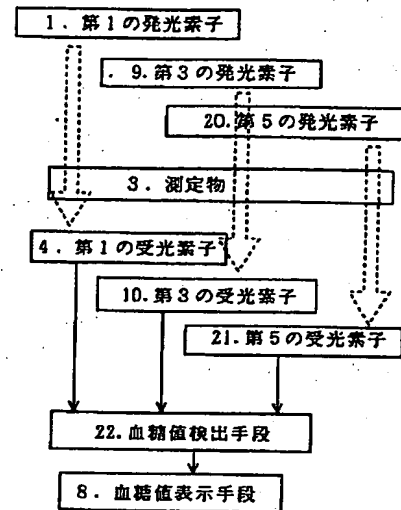 1. 第1の発光素子
9. 第3の発光素子
20. 第5の発光素子
3. 測定物
4. 第1の受光素子
10. 第3の受光素子
21. 第5の受光素子
22. 血糖値検出手段
8. 血糖値表示手段